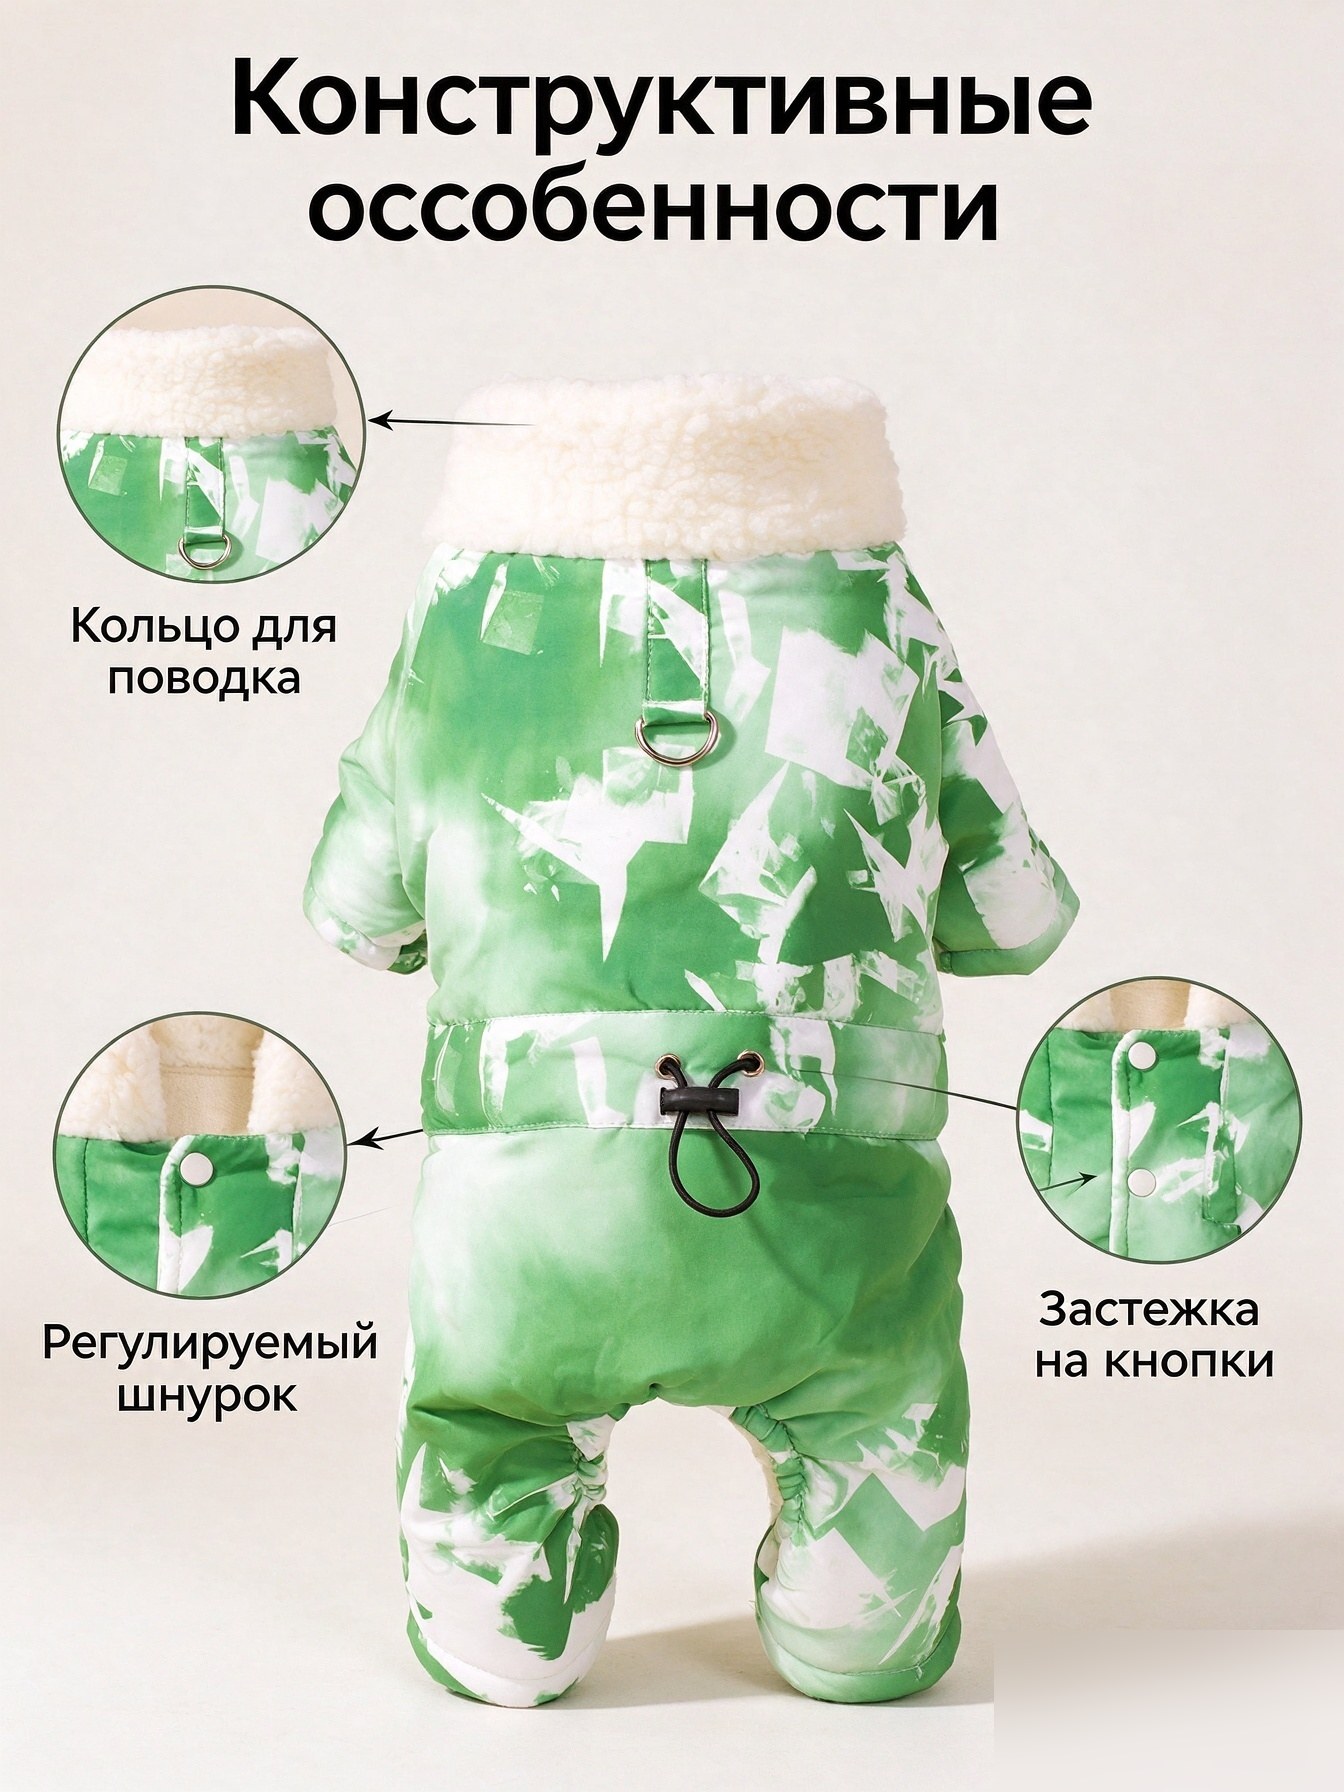 Конструктивные
оссобенности
Кольцо для
поводка
Регулируемый
шнурок
Застежка
на кнопки